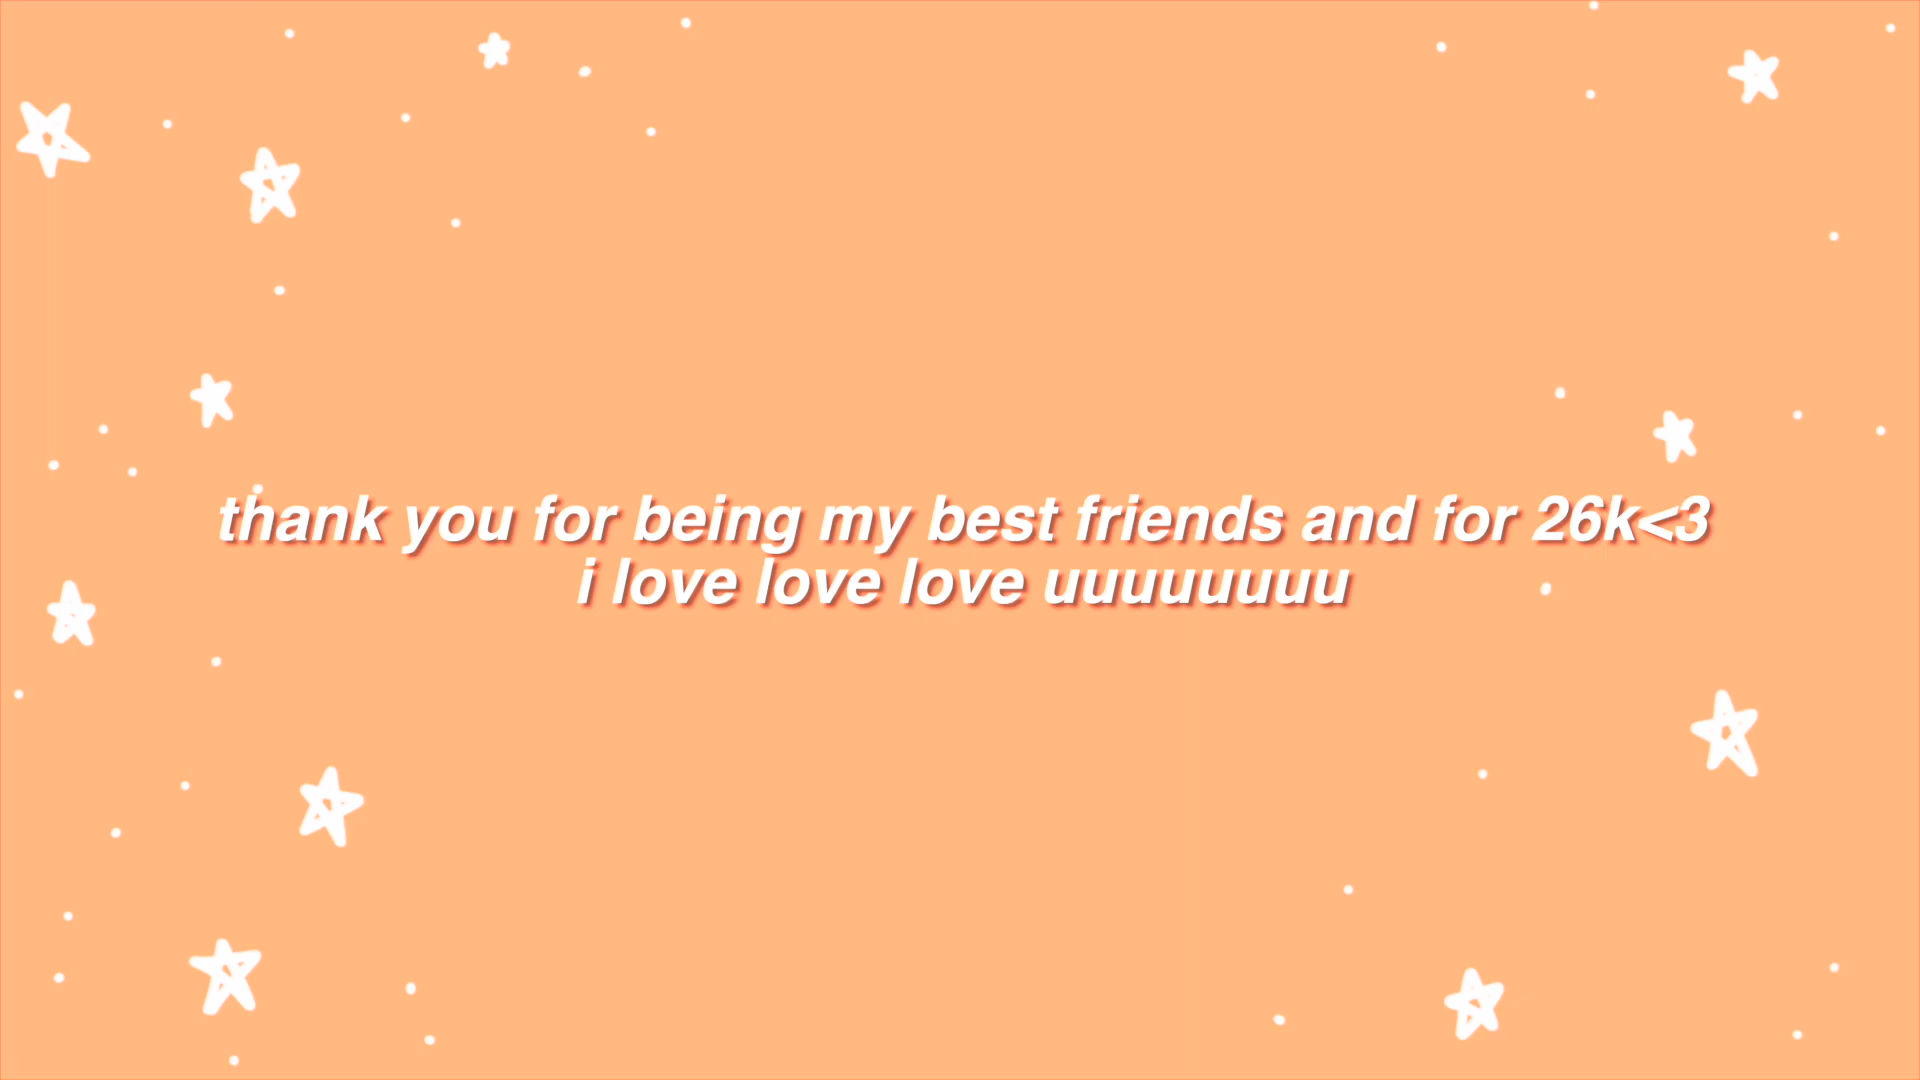 thank you for being my best friends and for 26k<3
i love love love uuuuuuuu